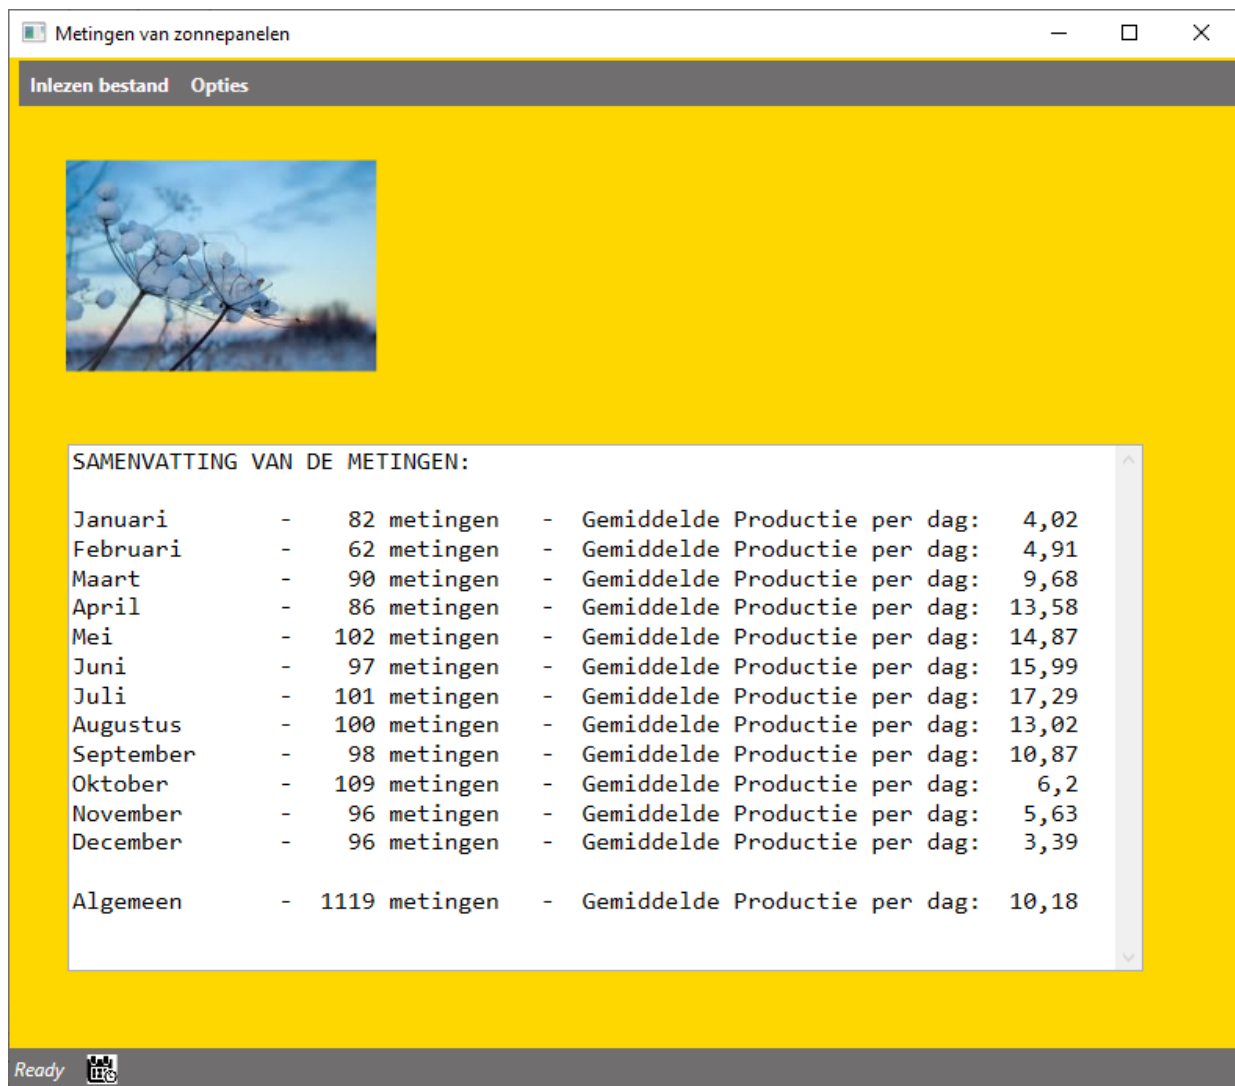 Metingen van zonnepanelen
Inlezen bestand Opties
SAMENVATTING VAN DE METINGEN:
Januari - 82 metingen - Gemiddelde Productie per dag: 4,02
Februari - 62 metingen - Gemiddelde Productie per dag: 4,91
Maart - 90 metingen - Gemiddelde Productie per dag: 9,68
April - 86 metingen - Gemiddelde Productie per dag: 13,58
Mei - 102 metingen - Gemiddelde Productie per dag: 14,87
Juni - 97 metingen - Gemiddelde Productie per dag: 15,99
Juli - 101 metingen - Gemiddelde Productie per dag: 17,29
Augustus - 100 metingen - Gemiddelde Productie per dag: 13,02
September - 98 metingen - Gemiddelde Productie per dag: 10,87
Oktober - 109 metingen - Gemiddelde Productie per dag: 6,2
November - 96 metingen - Gemiddelde Productie per dag: 5,63
December - 96 metingen - Gemiddelde Productie per dag: 3,39
Algemeen - 1119 metingen - Gemiddelde Productie per dag: 10,18
Ready